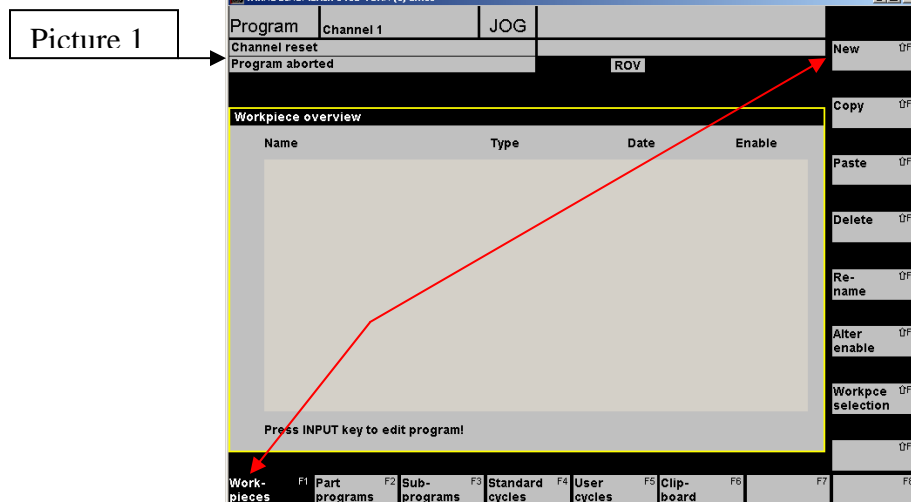 Picture 1
Program Channel 1 JOG
Channel reset
Program aborted ROV
Workpiece overview
Name Type Date Enable
Press INPUT key to edit program!
New
Copy
Paste
Delete
Re-
name
Alter
enable
Workpce
selection
Work- F1
pieces
Part F2
programs
Sub- F3
programs
Standard F4
cycles
User F5
cycles
Clip- F6
board
F7
F8